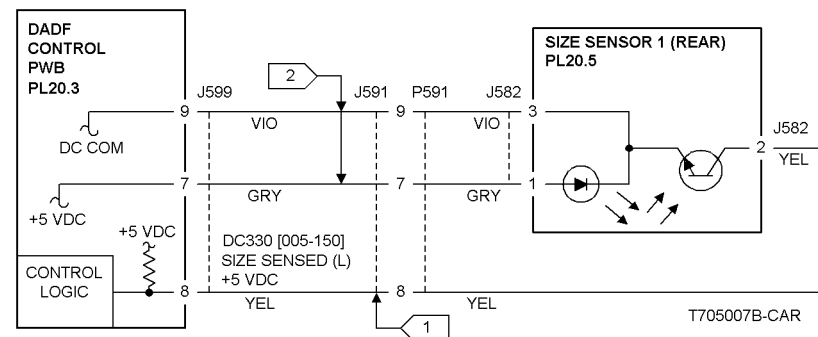 DADF
CONTROL
PWB
PL20.3
SIZE SENSOR 1 (REAR)
PL20.5
J599
2
J591
P591
J582
9
9
3
VIO
VIO
DC COM
J582
2
YEL
7
7
1
GRY
GRY
+5 VDC
+5 VDC
DC330 [005-150]
SIZE SENSED (L)
+5 VDC
CONTROL
LOGIC
8
8
YEL
YEL
1
T705007B-CAR